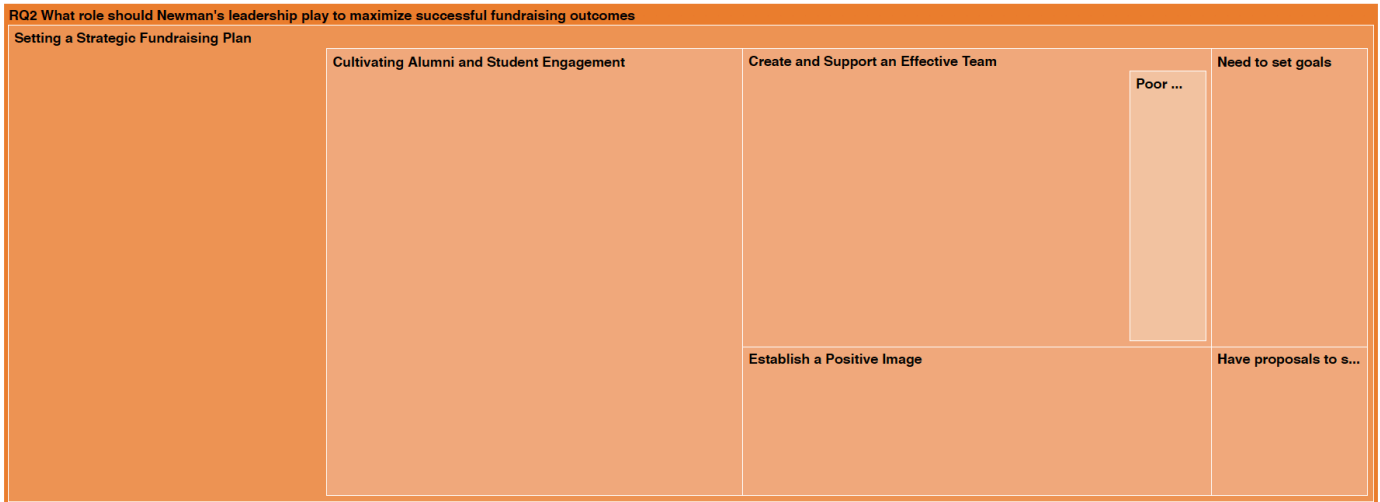 RQ2 What role should Newman's leadership play to maximize successful fundraising outcomes
Setting a Strategic Fundraising Plan
Cultivating Alumni and Student Engagement
Create and Support an Effective Team
Need to set goals
Poor ...
Establish a Positive Image
Have proposals to s...